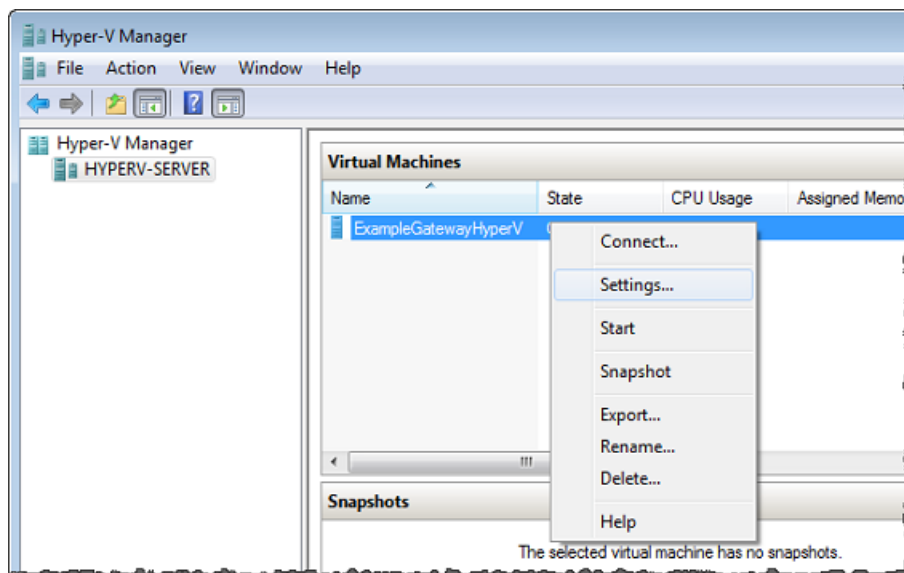 Hyper-V Manager
File Action View Window Help
Hyper-V Manager
HYPERV-SERVER
Virtual Machines
Name State CPU Usage Assigned Memo
ExampleGatewayHyperV
Connect...
Settings...
Start
Snapshot
Export...
Rename...
Delete...
Help
Snapshots
The selected virtual machine has no snapshots.